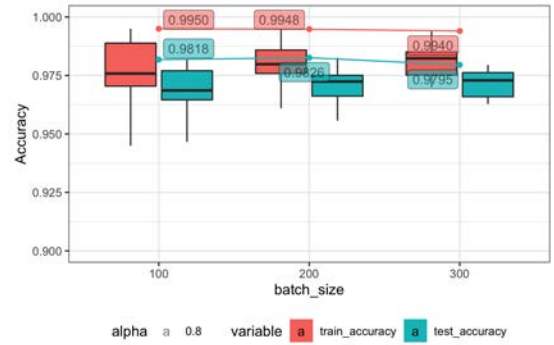 1.000
0.975
0.950
0.925
0.900
Accuracy
0.9950
0.9948
0.9940
0.9818
0.9826
0.9795
100 200 300
batch_size
alpha a 0.8 variable a train_accuracy a test_accuracy